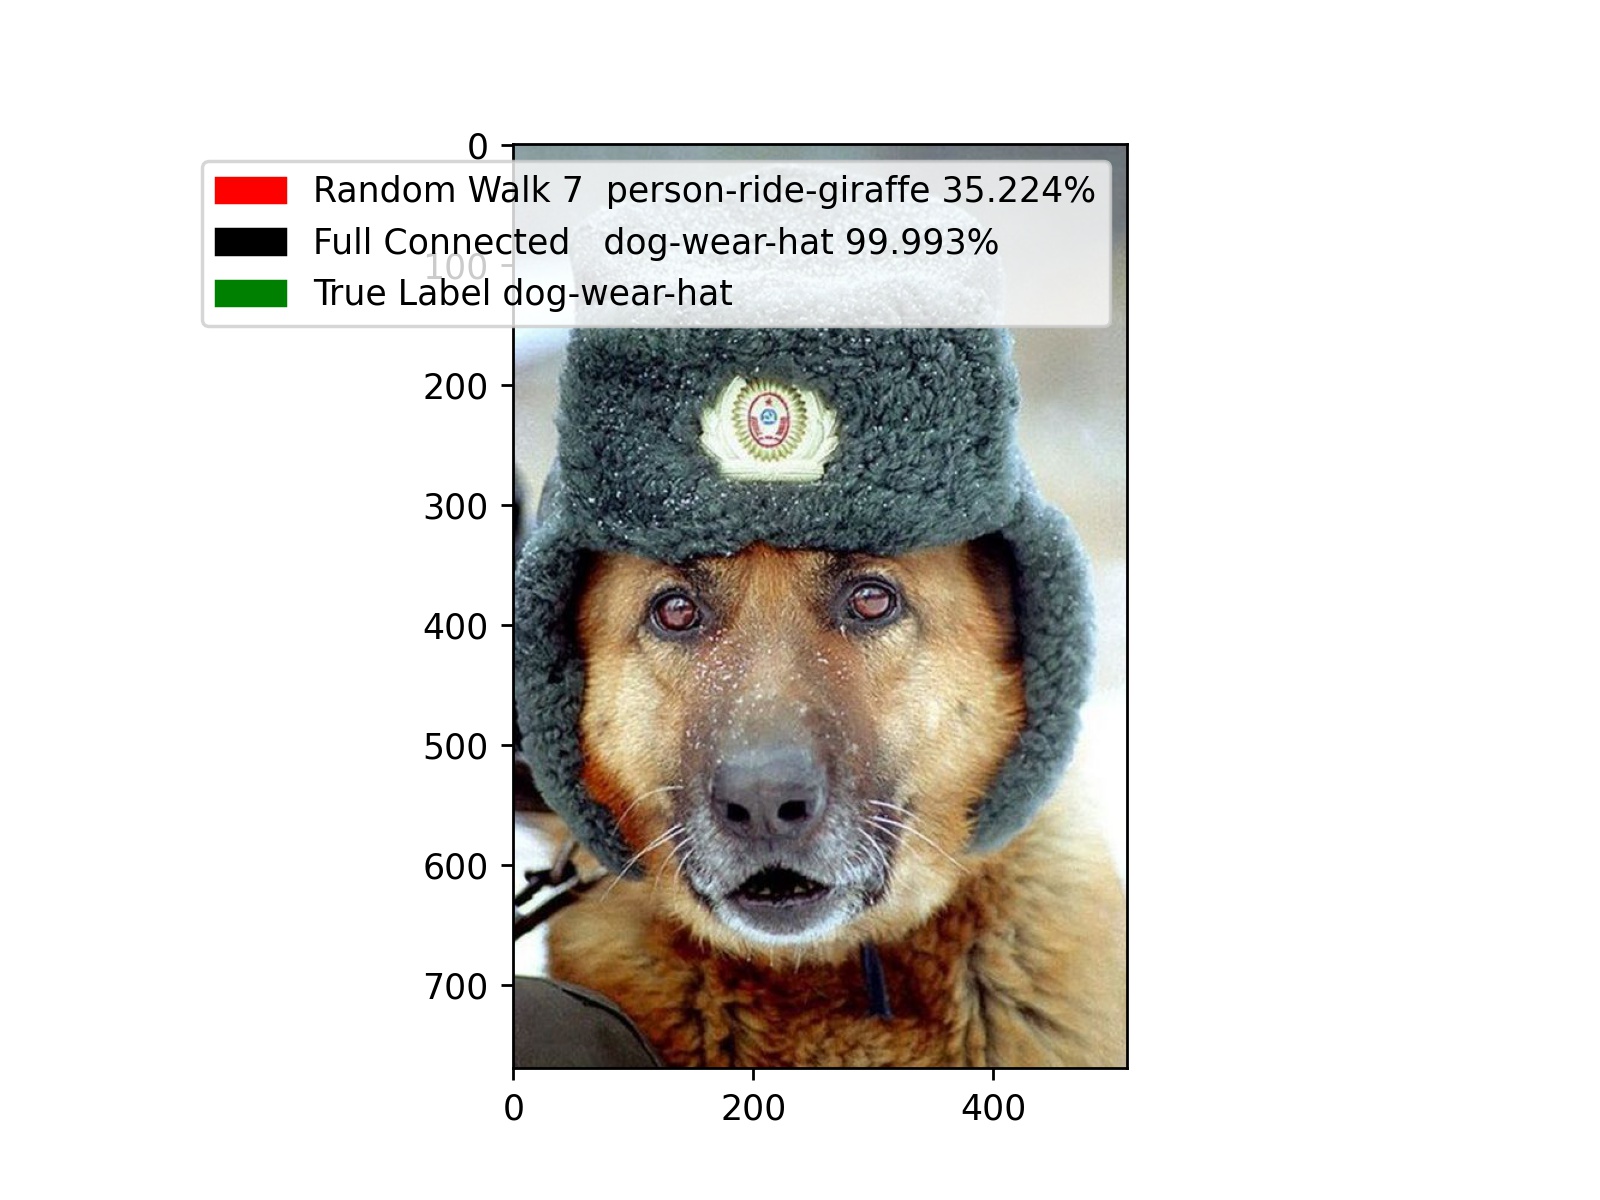 0
Random Walk 7  person-ride-giraffe 35.224%
Full Connected   dog-wear-hat 99.993%
100
True Label dog-wear-hat
200
300
400
500
600
700
0 200 400